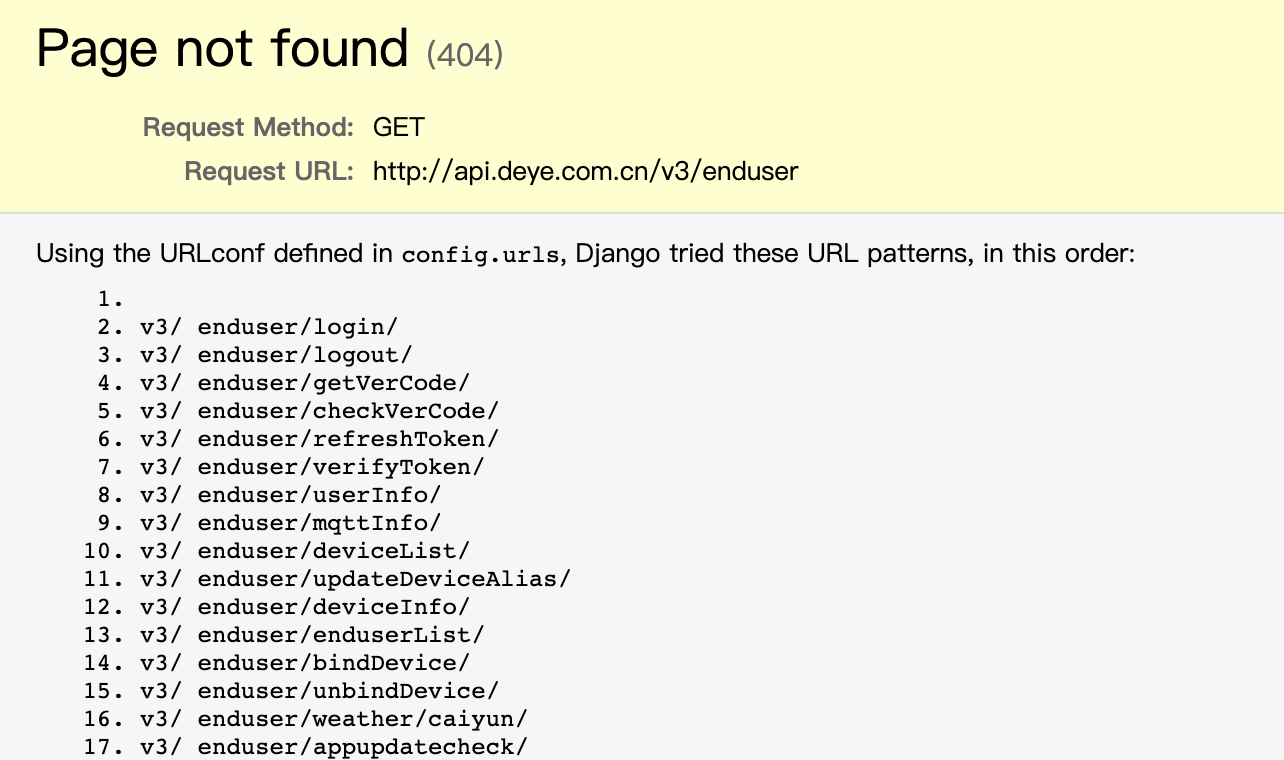 Page not found (404)
Request Method: GET
Request URL: http://api.deye.com.cn/v3/enduser
Using the URLconf defined in config.urls, Django tried these URL patterns, in this order:
1.
2. v3/ enduser/login/
3. v3/ enduser/logout/
4. v3/ enduser/getVerCode/
5. v3/ enduser/checkVerCode/
6. v3/ enduser/refreshToken/
7. v3/ enduser/verifyToken/
8. v3/ enduser/userInfo/
9. v3/ enduser/mqttInfo/
10. v3/ enduser/deviceList/
11. v3/ enduser/updateDeviceAlias/
12. v3/ enduser/deviceInfo/
13. v3/ enduser/enduserList/
14. v3/ enduser/bindDevice/
15. v3/ enduser/unbindDevice/
16. v3/ enduser/weather/caiyun/
17. v3/ enduser/appupdatecheck/